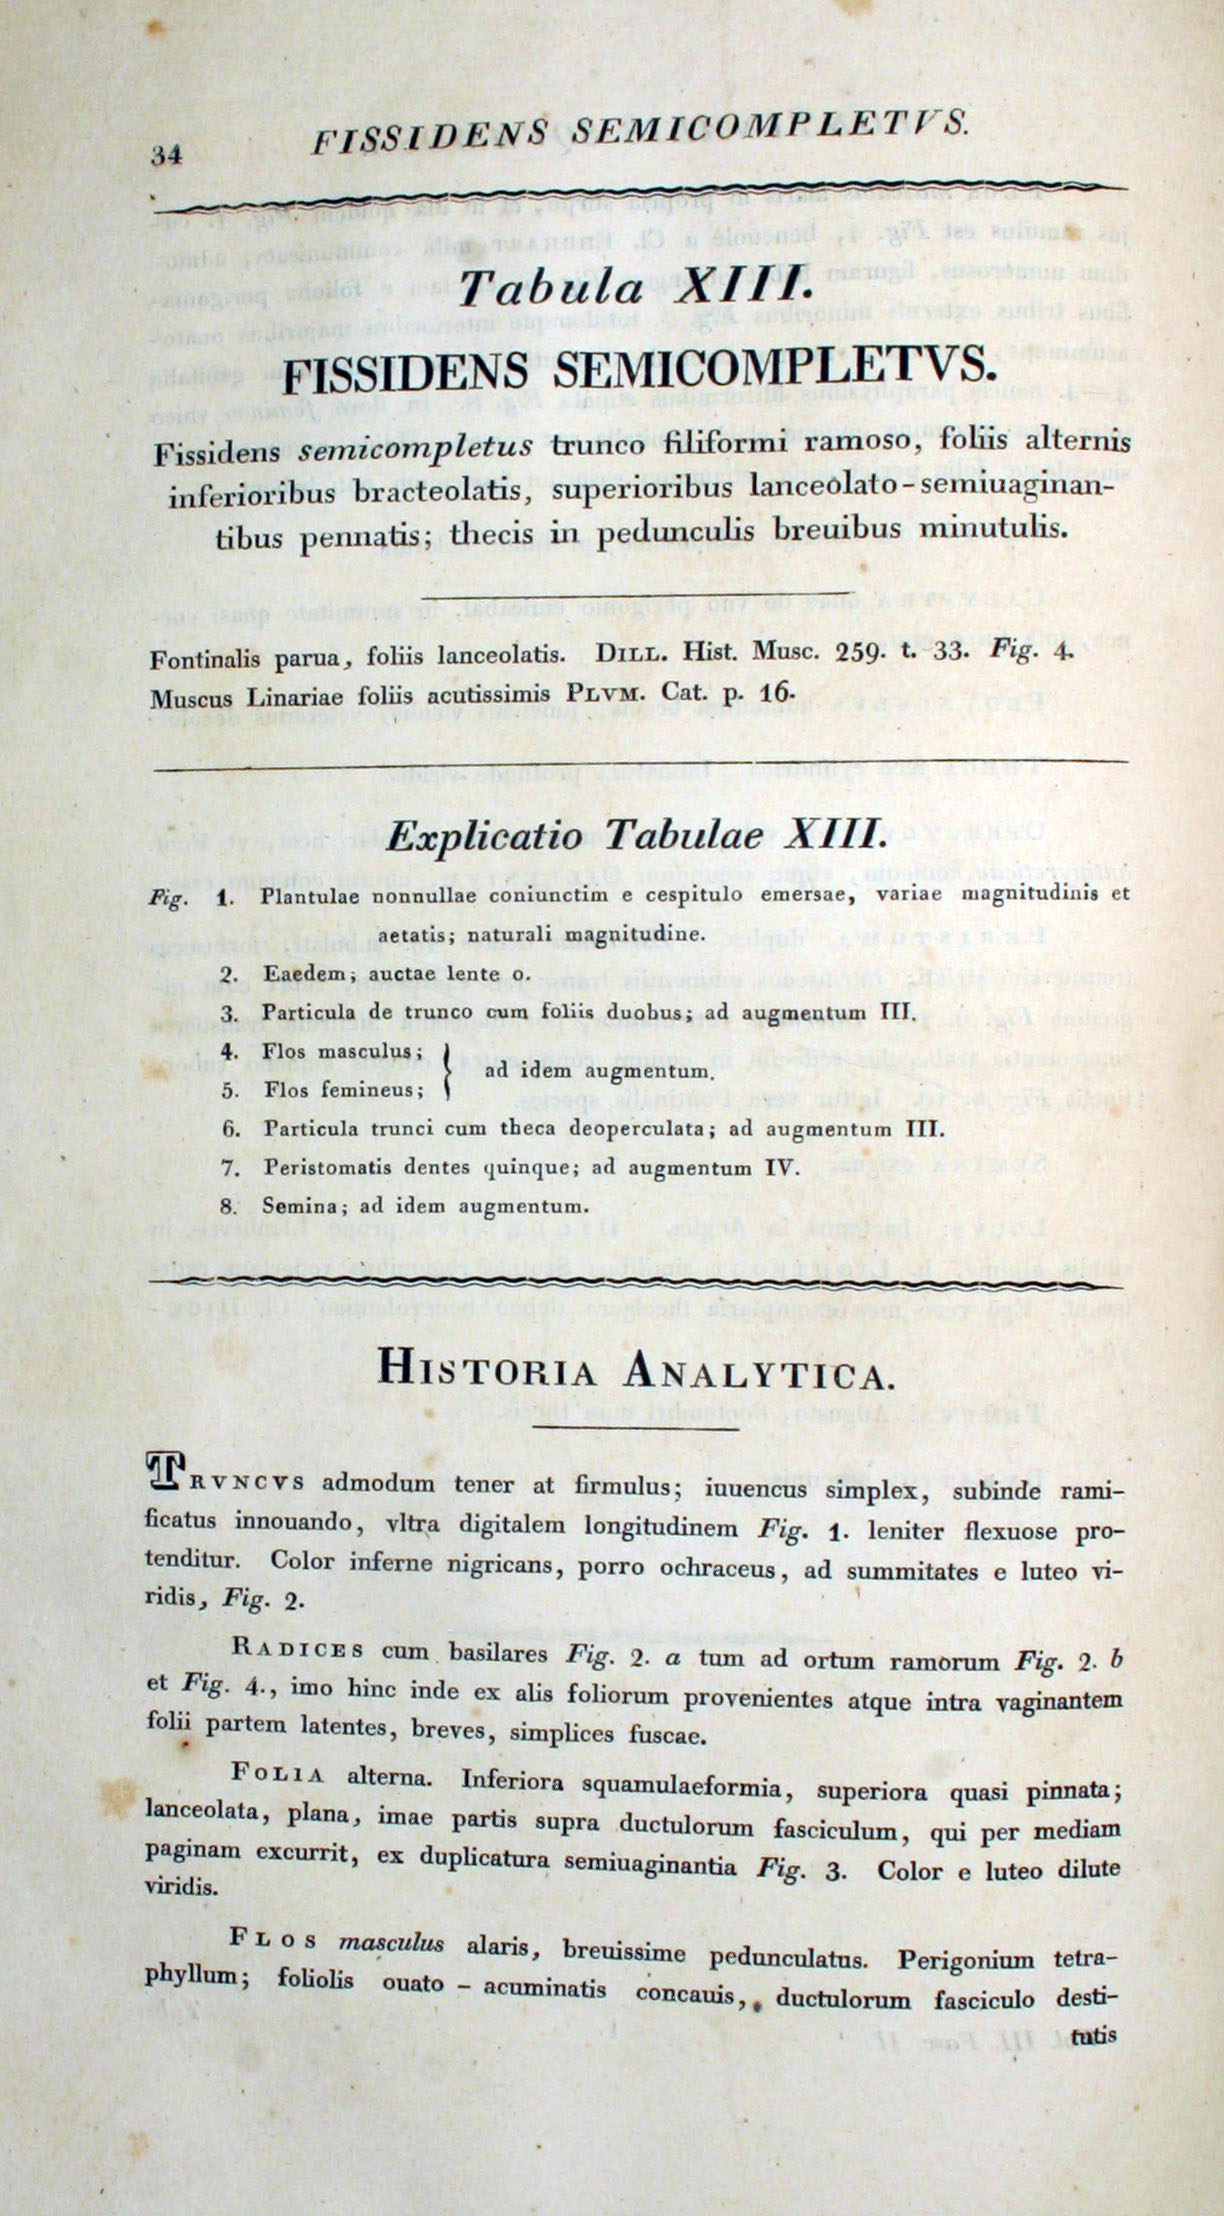 34
FISSIDENS SEMICOMPLETVS.
Tabula XIII.
FISSIDENS SEMICOMPLETVS.
Fissidens semicompletus trunco filiformi ramoso, foliis alternis
inferioribus bracteolatis, superioribus lanceolato-semiuaginan-
tibus pennatis; thecis in pedunculis breuibus minutulis.
Fontinalis parua, foliis lanceolatis. DILL. Hist. Musc. 259. t. 33. Fig. 4.
Muscus Linariae foliis acutissimis PLVM. Cat. p. 16.
Explicatio Tabulae XIII.
Fig. 1. Plantulae nonnullae coniunctim e cespitulo emersae, variae magnitudinis et
aetatis; naturali magnitudine.
2. Eaedem; auctae lente o.
3. Particula de trunco cum foliis duobus; ad augmentum III.
4. Flos masculus;
5. Flos femineus; } ad idem augmentum.
6. Particula trunci cum theca deoperculata; ad augmentum III.
7. Peristomatis dentes quinque; ad augmentum IV.
8. Semina; ad idem augmentum.
HISTORIA ANALYTICA.
TRVNCVS admodum tener at firmulus; iuuencus simplex, subinde rami-
ficatus innouando, vltra digitalem longitudinem Fig. 1. leniter flexuose pro-
tenditur. Color inferne nigricans, porro ochraceus, ad summitates e luteo vi-
ridis, Fig. 2.
RADICES cum basilares Fig. 2. a tum ad ortum ramorum Fig. 2. b
et Fig. 4., imo hinc inde ex alis foliorum provenientes atque intra vaginantem
folii partem latentes, breves, simplices fuscae.
FOLIA alterna. Inferiora squamulaeformia, superiora quasi pinnata;
lanceolata, plana, imae partis supra ductulorum fasciculum, qui per mediam
paginam excurrit, ex duplicatura semiuaginantia Fig. 3. Color e luteo dilute
viridis.
FLOS masculus alaris, breuissime pedunculatus. Perigonium tetra-
phyllum; foliolis ouato - acuminatis concauis, ductulorum fasciculo desti-
tutis